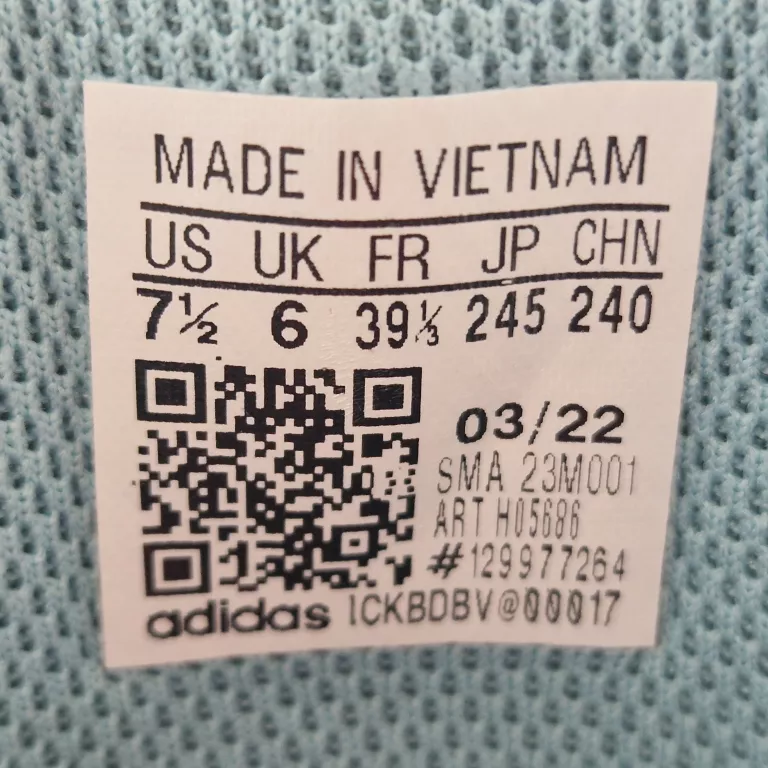 MADE IN VIETNAM
US UK FR JP CHN
7½ 6 39⅓ 245 240
03/22
SMA 23M001
ART H05686
#129977264
adidas 1CKBDBV@00017